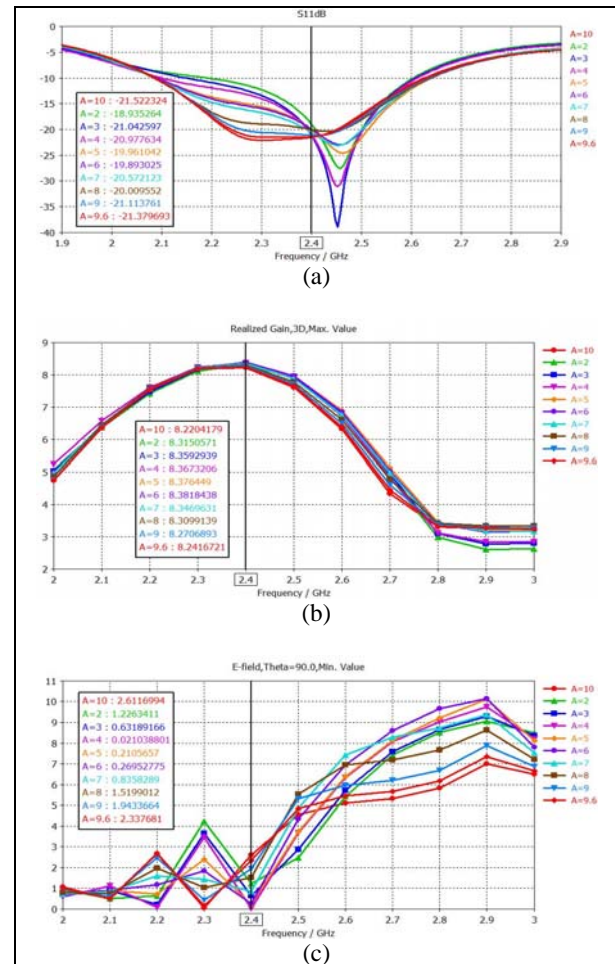 S11dB
0
-5
-10
-15
-20
-25
-30
-35
-40
A=10 : -21.522324
A=2 : -18.935264
A=3 : -21.042597
A=4 : -20.977634
A=5 : -19.961042
A=6 : -19.893025
A=7 : -20.572123
A=8 : -20.009552
A=9 : -21.113761
A=9.6 : -21.379693
A=10
A=2
A=3
A=4
A=5
A=6
A=7
A=8
A=9
A=9.6
1.9 2 2.1 2.2 2.3 2.4 2.5 2.6 2.7 2.8 2.9
Frequency / GHz
(a)
Realized Gain,3D,Max. Value
9
8
7
6
5
4
3
2
A=10 : 8.2204179
A=2 : 8.3150571
A=3 : 8.3592939
A=4 : 8.3673206
A=5 : 8.376449
A=6 : 8.3818438
A=7 : 8.3469631
A=8 : 8.3099139
A=9 : 8.2706893
A=9.6 : 8.2416721
A=10
A=2
A=3
A=4
A=5
A=6
A=7
A=8
A=9
A=9.6
2 2.1 2.2 2.3 2.4 2.5 2.6 2.7 2.8 2.9 3
Frequency / GHz
(b)
E-field,Theta=90.0,Min. Value
11
10
9
8
7
6
5
4
3
2
1
0
A=10 : 2.6116994
A=2 : 1.2263411
A=3 : 0.63189166
A=4 : 0.021038801
A=5 : 0.2105657
A=6 : 0.26952775
A=7 : 0.8358289
A=8 : 1.5199012
A=9 : 1.9433664
A=9.6 : 2.337681
A=10
A=2
A=3
A=4
A=5
A=6
A=7
A=8
A=9
A=9.6
2 2.1 2.2 2.3 2.4 2.5 2.6 2.7 2.8 2.9 3
Frequency / GHz
(c)